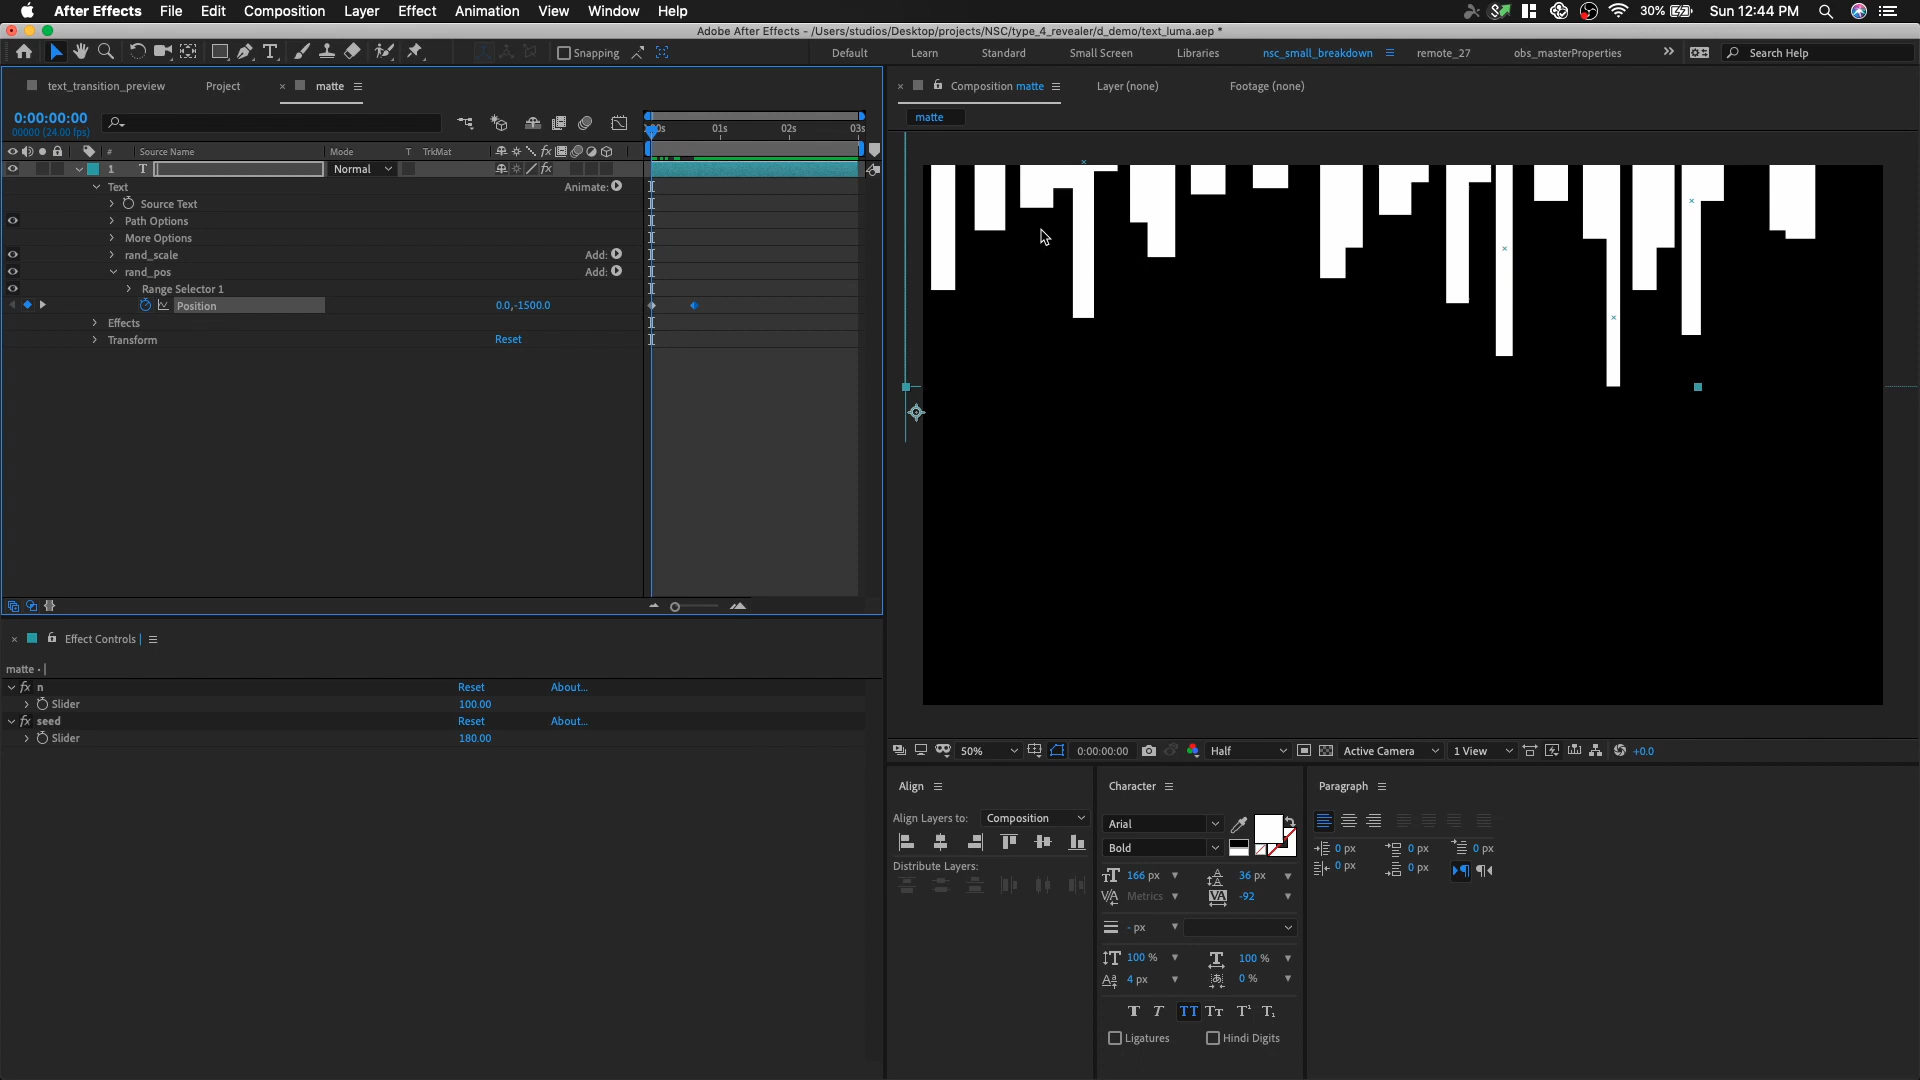 After Effects File Edit Composition Layer Effect Animation View Window Help 30% Sun 12:44 PM
Adobe After Effects - /Users/studios/Desktop/projects/NSC/type_4_revealer/d_demo/text_luma.aep *
Snapping Default Learn Standard Small Screen Libraries nsc_small_breakdown remote_27 obs_masterProperties Search Help
text_transition_preview Project matte
Composition matte Layer (none) Footage (none)
matte
0:00:00:00
00000 (24.00 fps)
01s 02s 03s
# Source Name Mode T TrkMat
1 T Normal
Text Animate:
Source Text
Path Options
More Options
rand_scale Add:
rand_pos Add:
Range Selector 1
Position 0.0,-1500.0
Effects
Transform Reset
Effect Controls
matte •
fx n Reset About...
Slider 100.00
fx seed Reset About...
Slider 180.00
50% 0:00:00:00 Half Active Camera 1 View +0.0
Align
Align Layers to: Composition
Distribute Layers:
Character
Arial
Bold
166 px 36 px
Metrics -92
- px
100 % 100 %
4 px 0 %
T T TT Tт T¹ T₁
Ligatures Hindi Digits
Paragraph
0 px 0 px 0 px
0 px 0 px